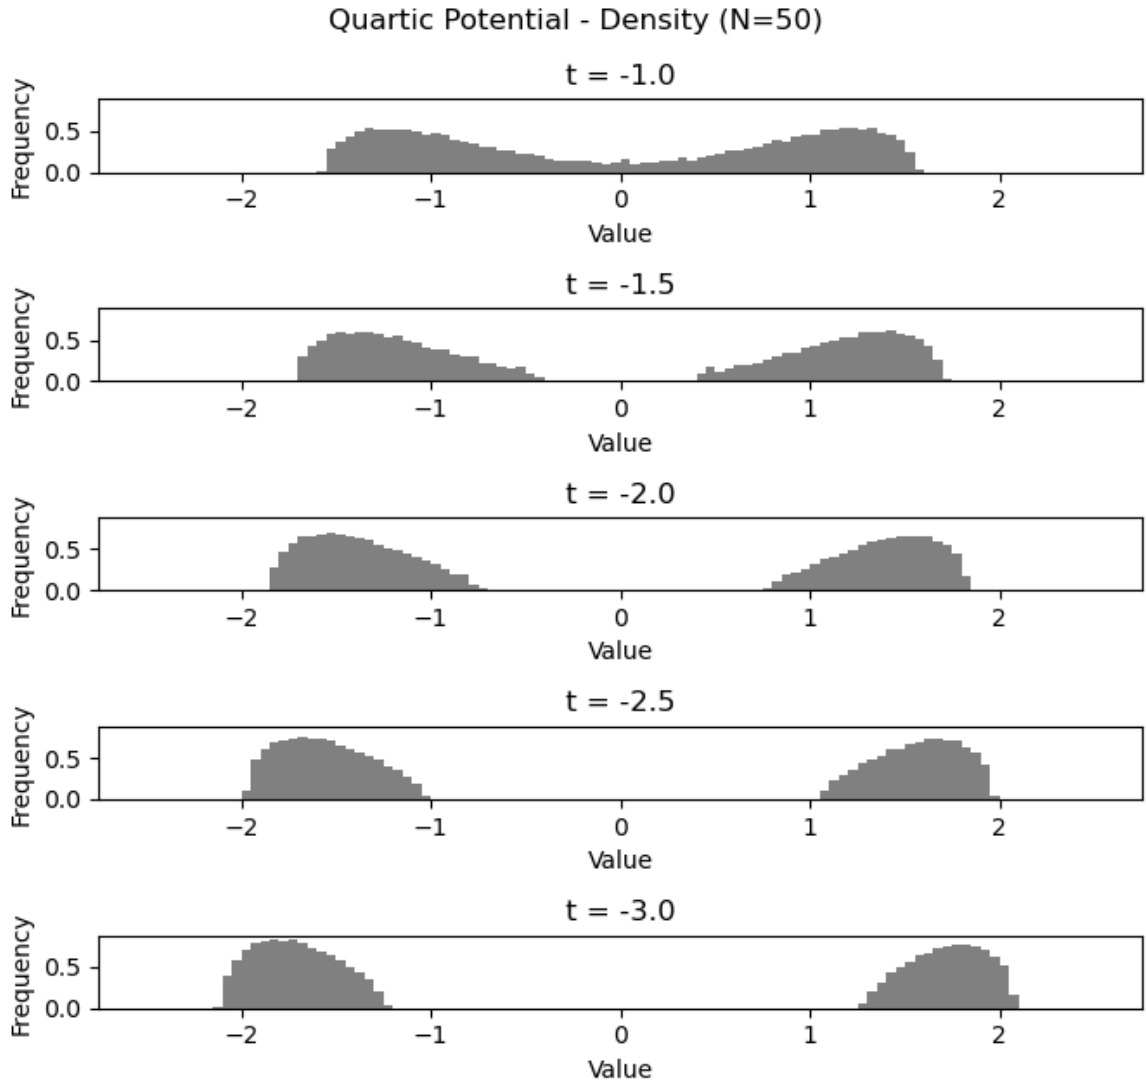 Quartic Potential - Density (N=50)
t = -1.0
Frequency
0.5
0.0
−2 −1 0 1 2
Value
t = -1.5
Frequency
0.5
0.0
−2 −1 0 1 2
Value
t = -2.0
Frequency
0.5
0.0
−2 −1 0 1 2
Value
t = -2.5
Frequency
0.5
0.0
−2 −1 0 1 2
Value
t = -3.0
Frequency
0.5
0.0
−2 −1 0 1 2
Value